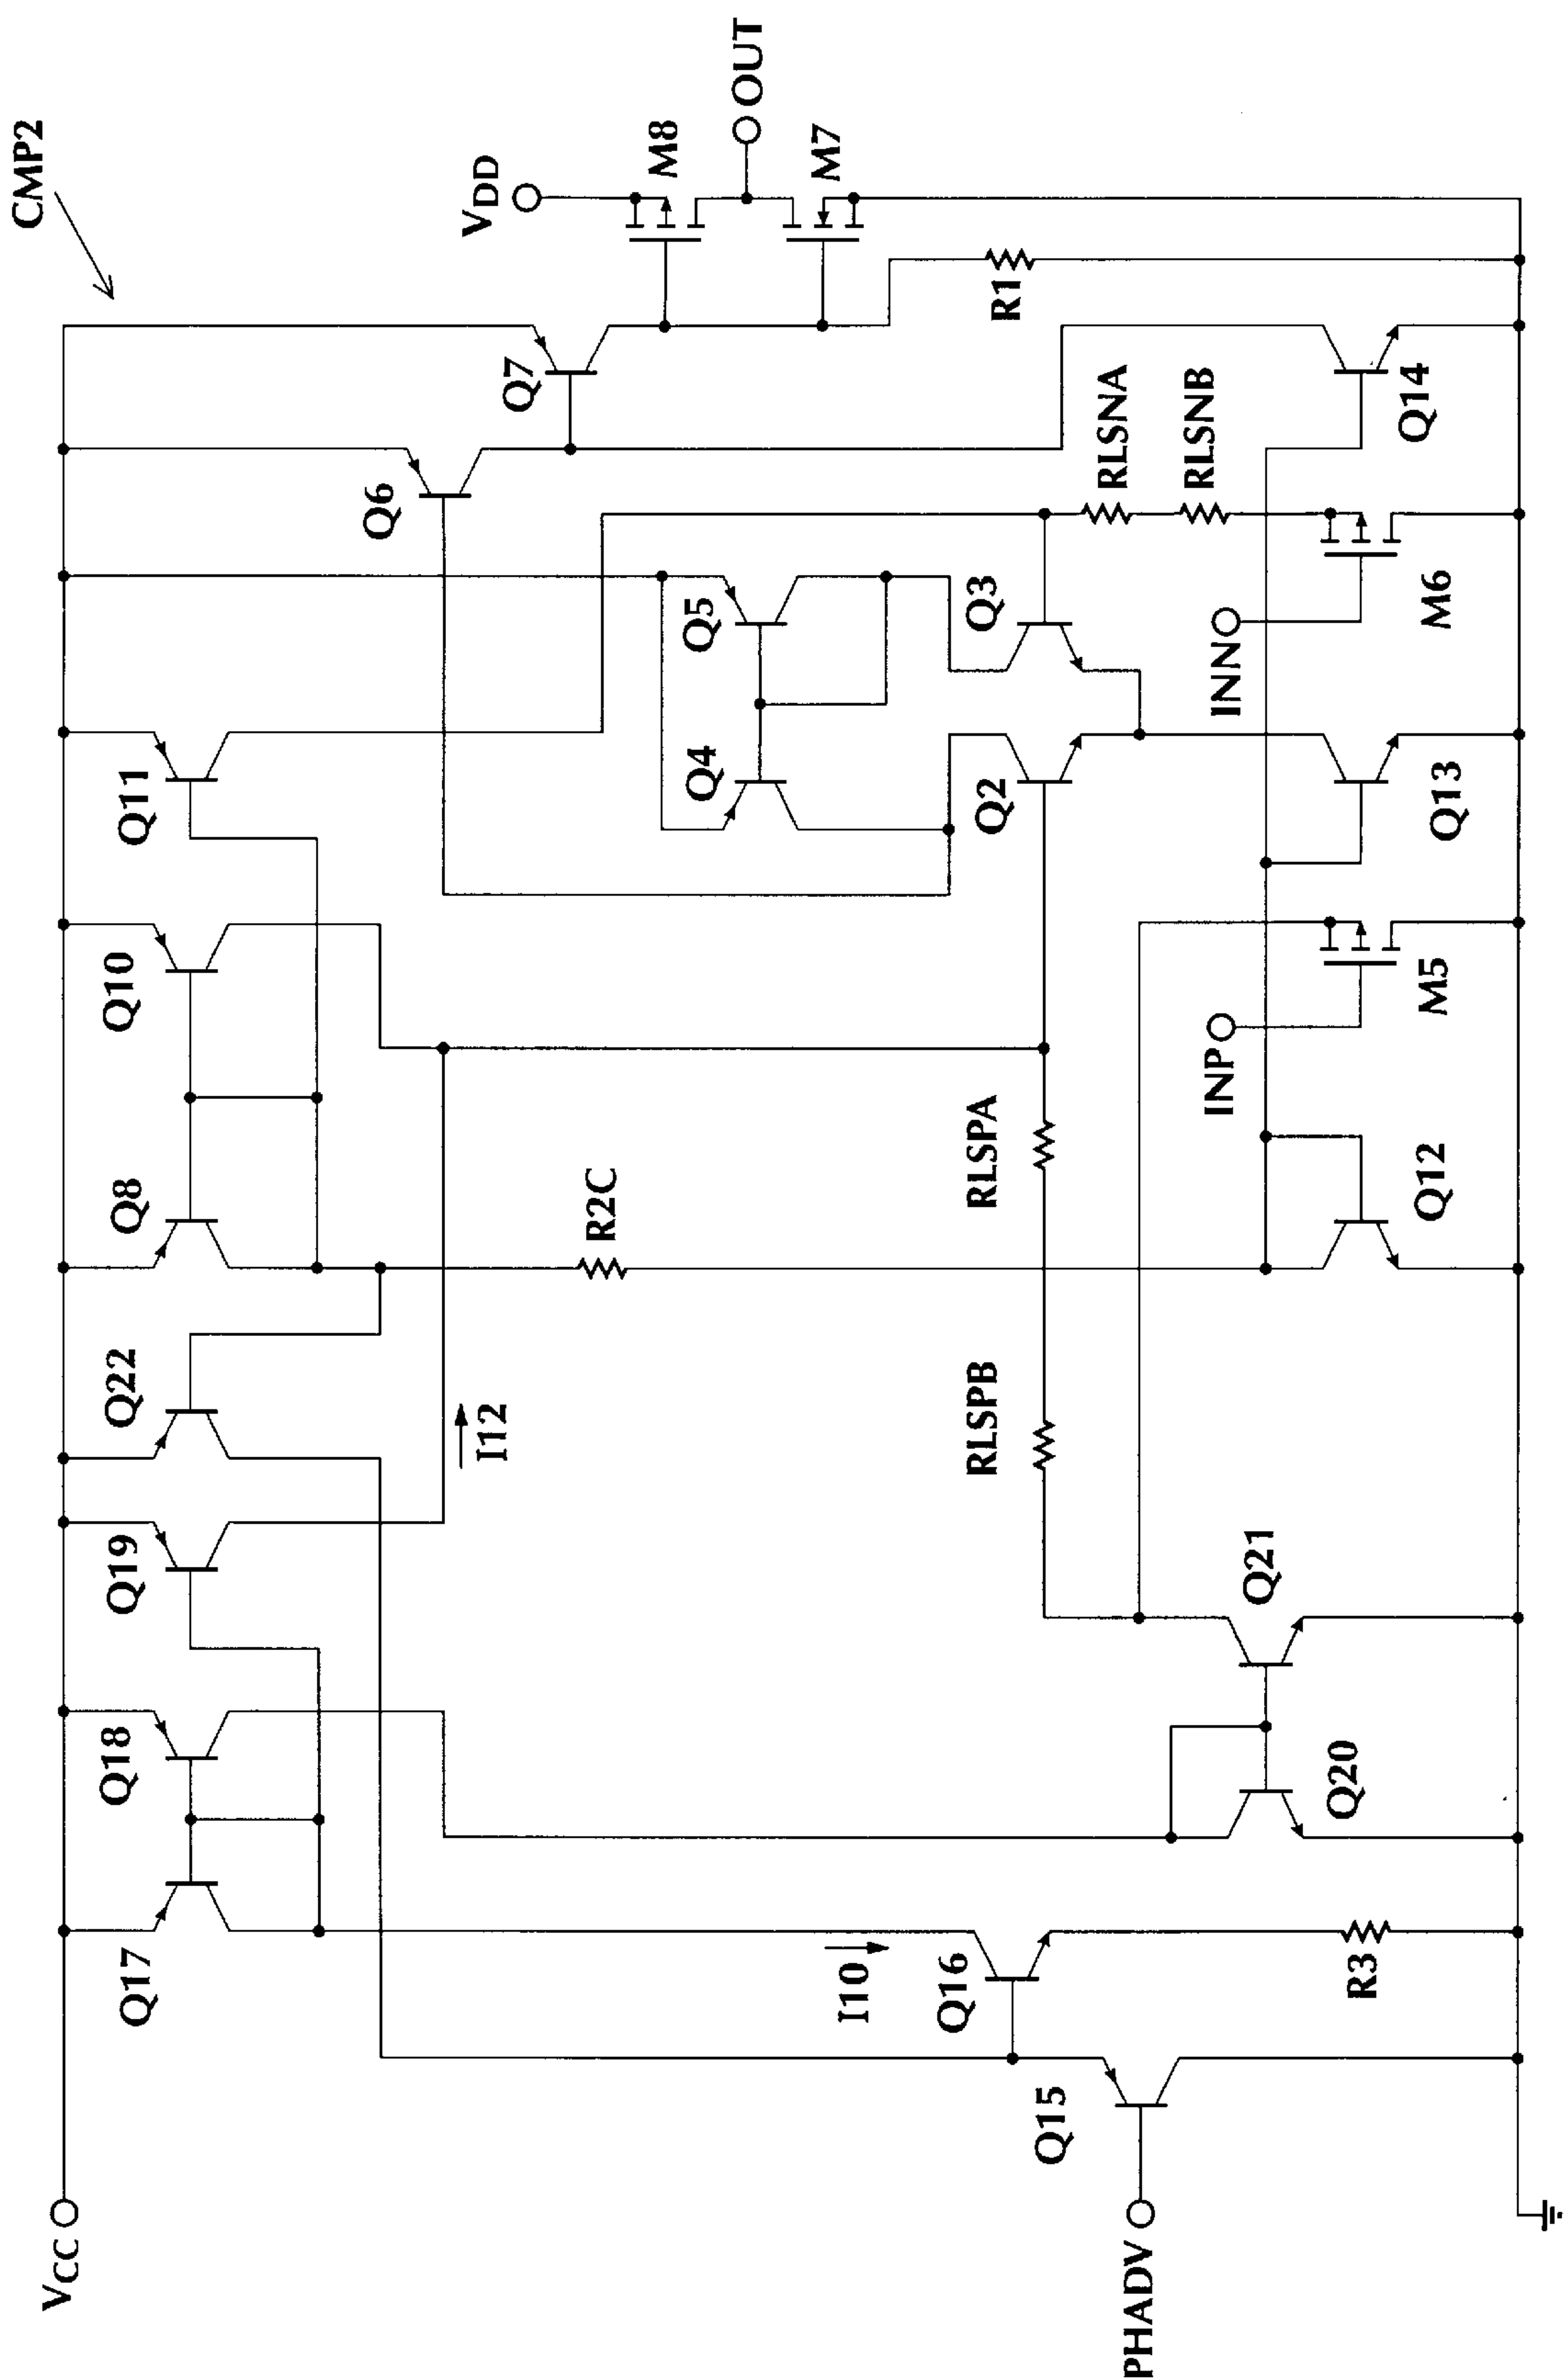 CMP2
VCC
VDD
Q17
Q18
Q19
Q22
Q8
Q10
Q11
Q6
Q7
M8
OUT
M7
I10
I12
R2C
Q4
Q5
Q16
Q15
PHADV
RLSPB
RLSPA
Q2
Q3
RLSNA
RLSNB
R1
R3
Q20
Q21
Q12
INP
M5
Q13
INN
M6
Q14